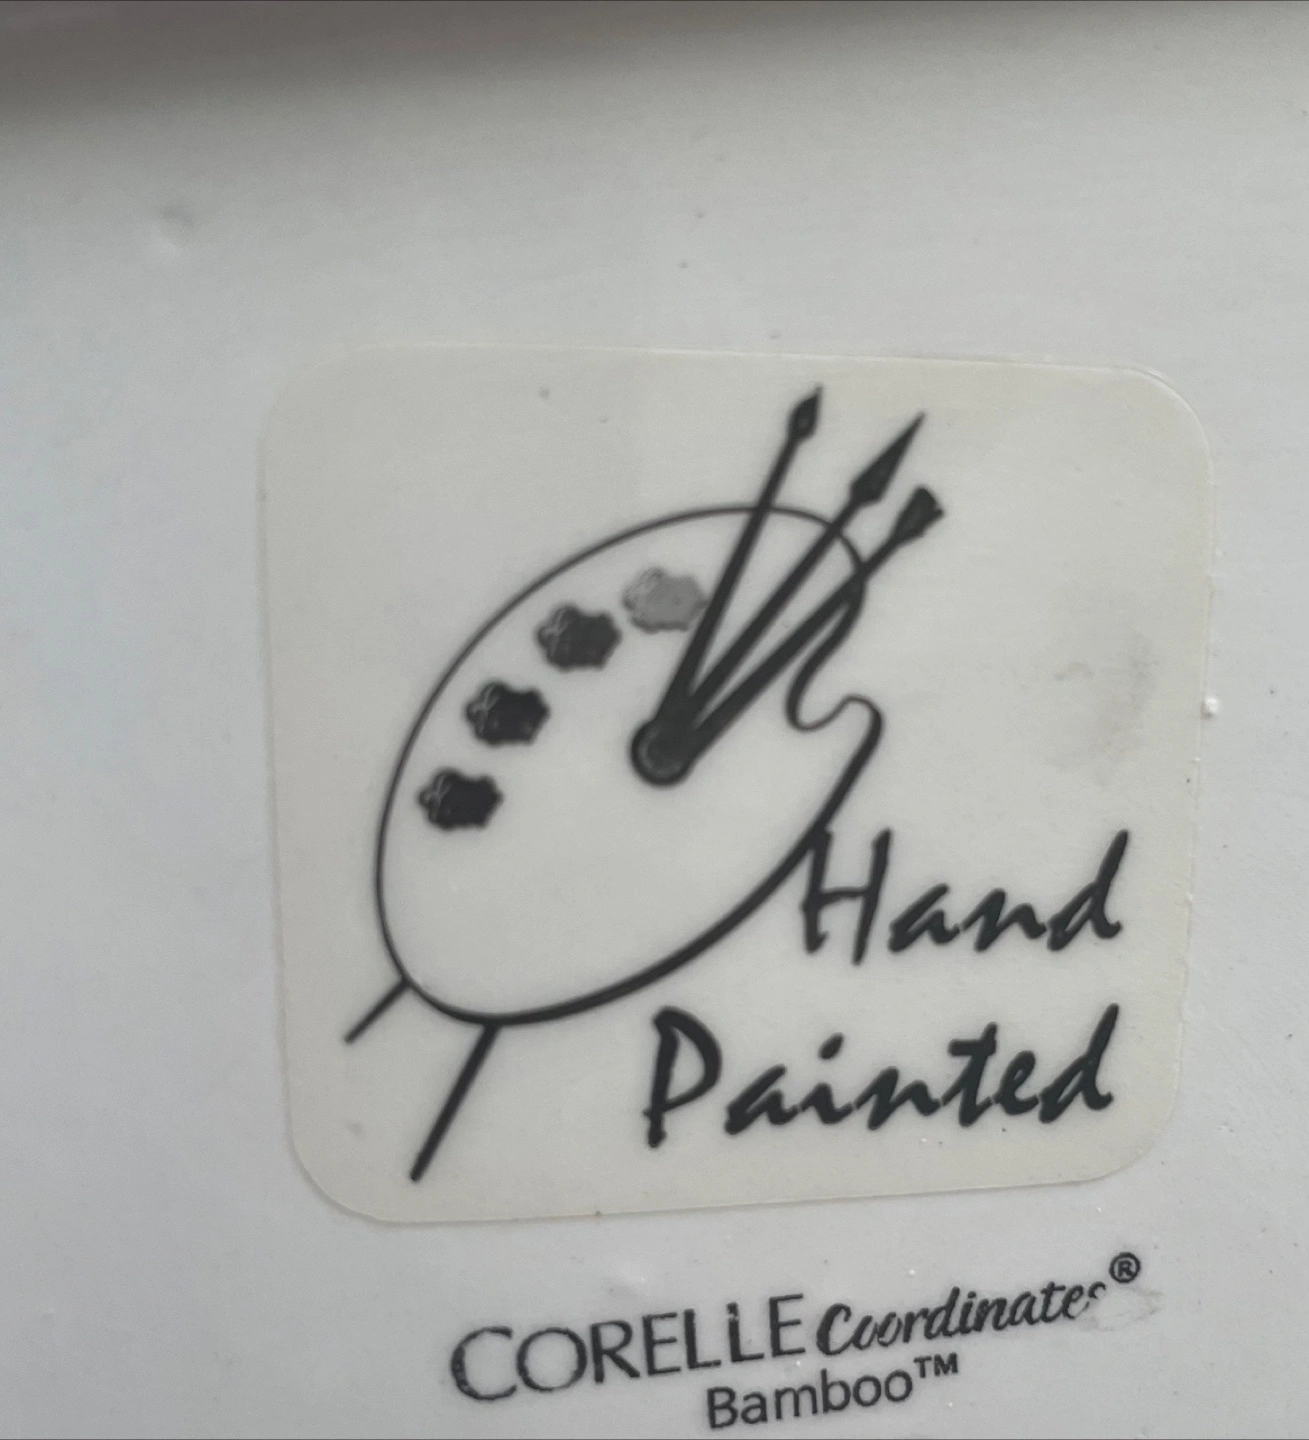 Hand
Painted
CORELLE Coordinates®
Bamboo™